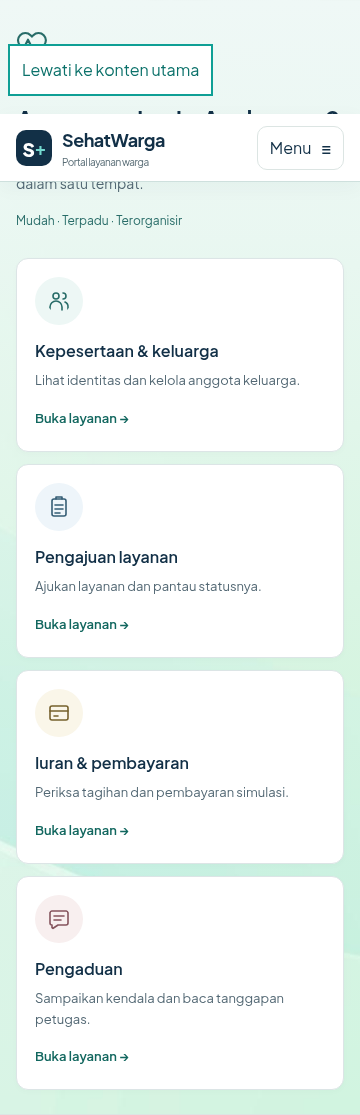 Lewati ke konten utama
S+
SehatWarga
Portal layanan warga
Menu ≡
dalam satu tempat.
Mudah · Terpadu · Terorganisir
Kepesertaan & keluarga
Lihat identitas dan kelola anggota keluarga.
Buka layanan →
Pengajuan layanan
Ajukan layanan dan pantau statusnya.
Buka layanan →
Iuran & pembayaran
Periksa tagihan dan pembayaran simulasi.
Buka layanan →
Pengaduan
Sampaikan kendala dan baca tanggapan
petugas.
Buka layanan →